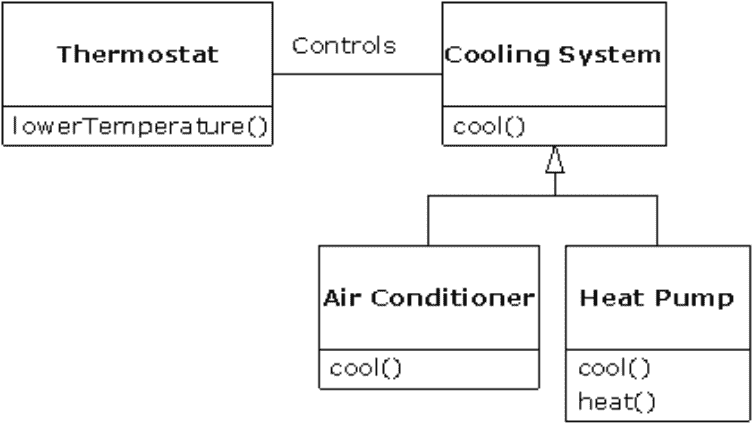 Thermostat
lowerTemperature()
Controls
Cooling System
cool()
Air Conditioner
cool()
Heat Pump
cool()
heat()